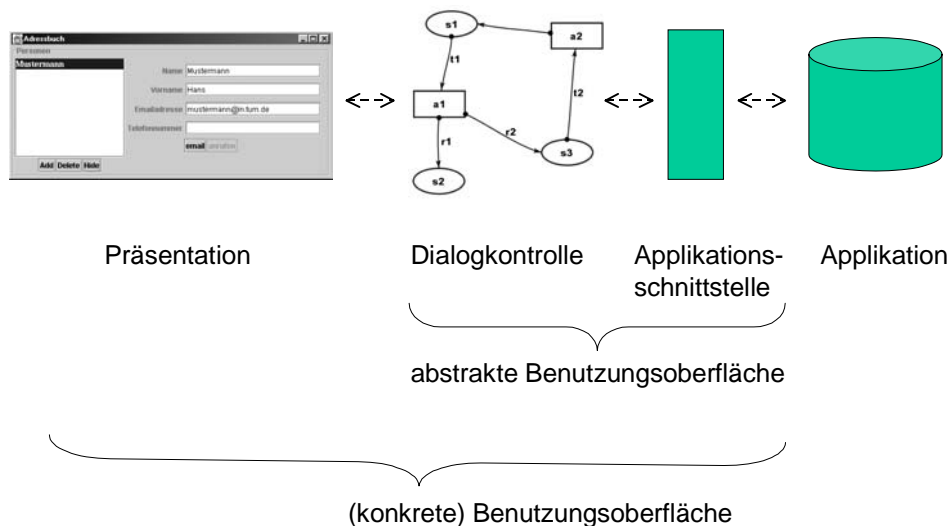 Adressbuch
Personen
Mustermann
Name Mustermann
Vorname Hans
Emailadresse mustermann@in.tum.de
Telefonnummer
email
Add Delete Hide
s1
a2
t1
t2
a1
r1
r2
s3
s2
Präsentation
Dialogkontrolle
Applikations-
schnittstelle
Applikation
abstrakte Benutzungsoberfläche
(konkrete) Benutzungsoberfläche